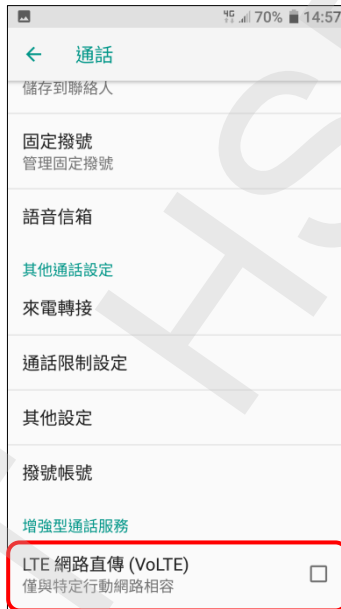 4G 70% 14:57
通話
儲存到聯絡人
固定撥號
管理固定撥號
語音信箱
其他通話設定
來電轉接
通話限制設定
其他設定
撥號帳號
增強型通話服務
LTE 網路直傳 (VoLTE)
僅與特定行動網路相容